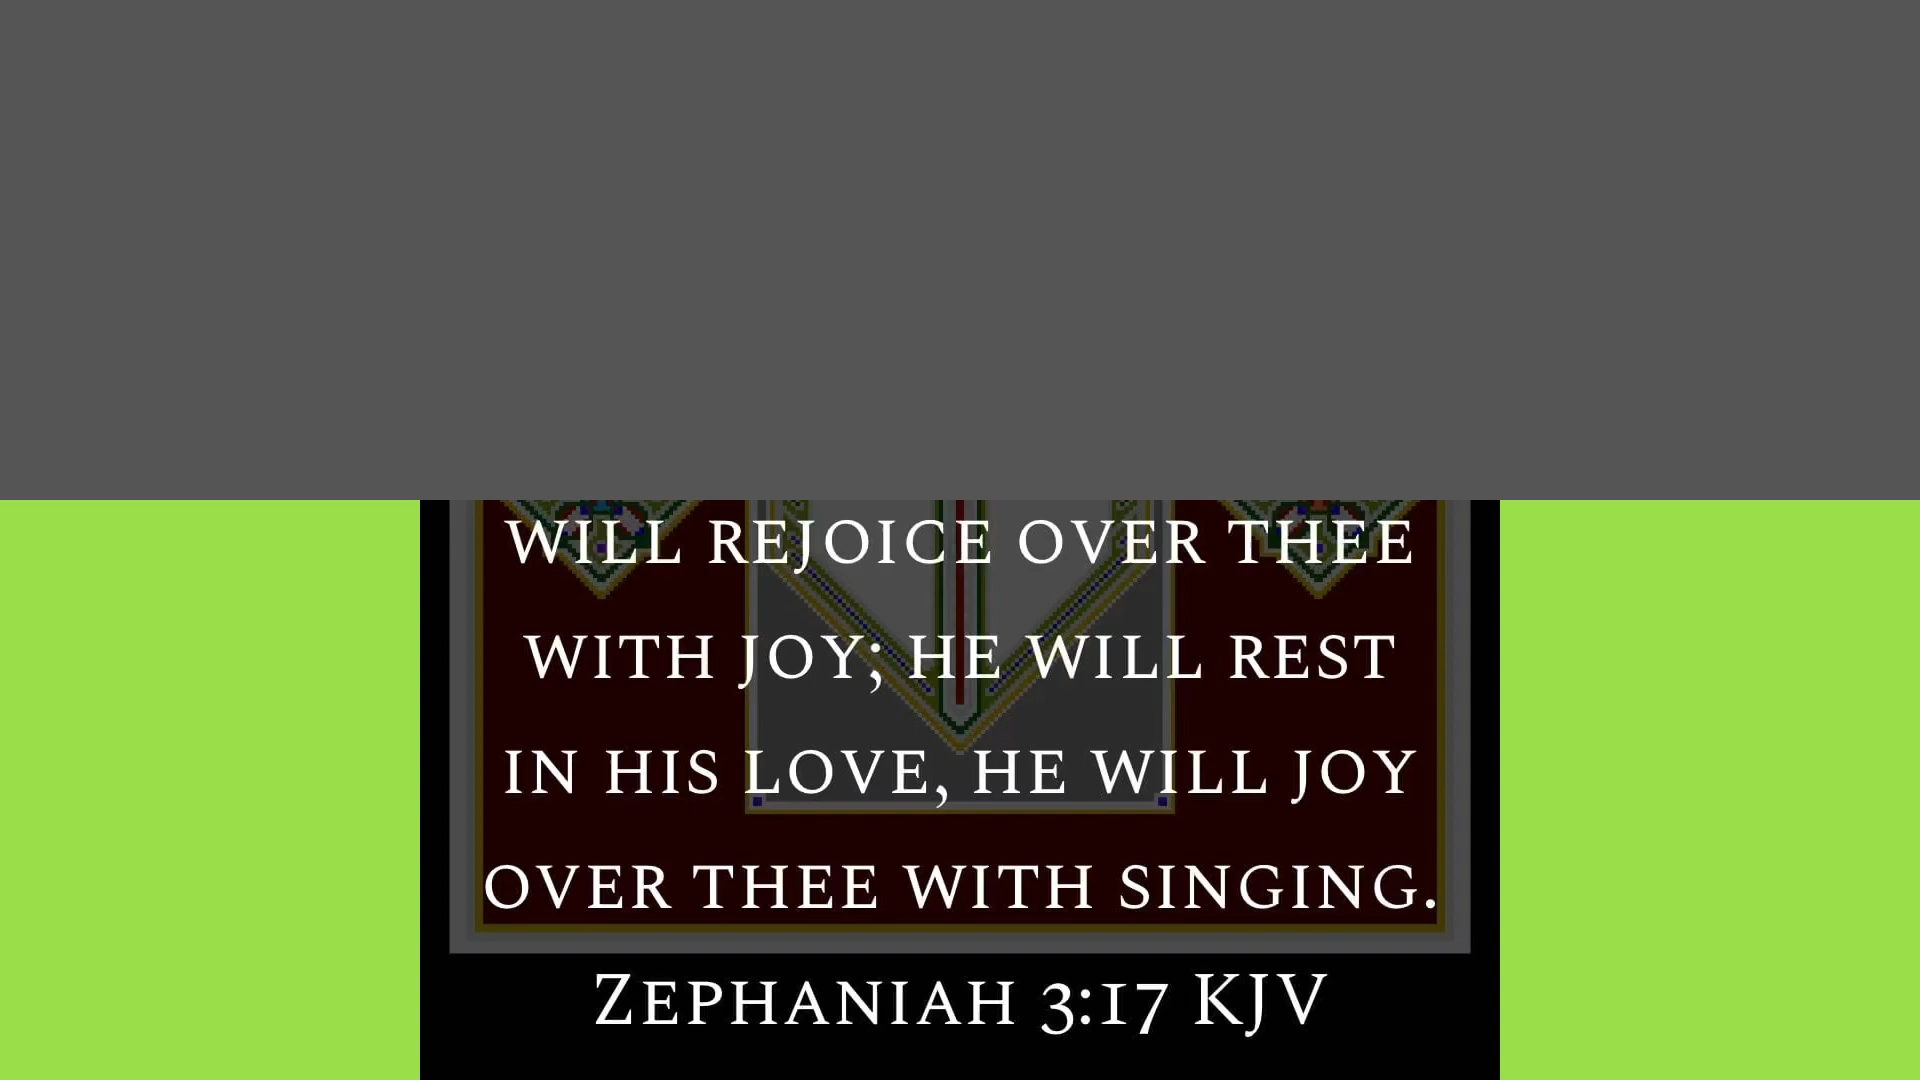 WILL REJOICE OVER THEE
WITH JOY; HE WILL REST
IN HIS LOVE, HE WILL JOY
OVER THEE WITH SINGING.
ZEPHANIAH 3:17 KJV